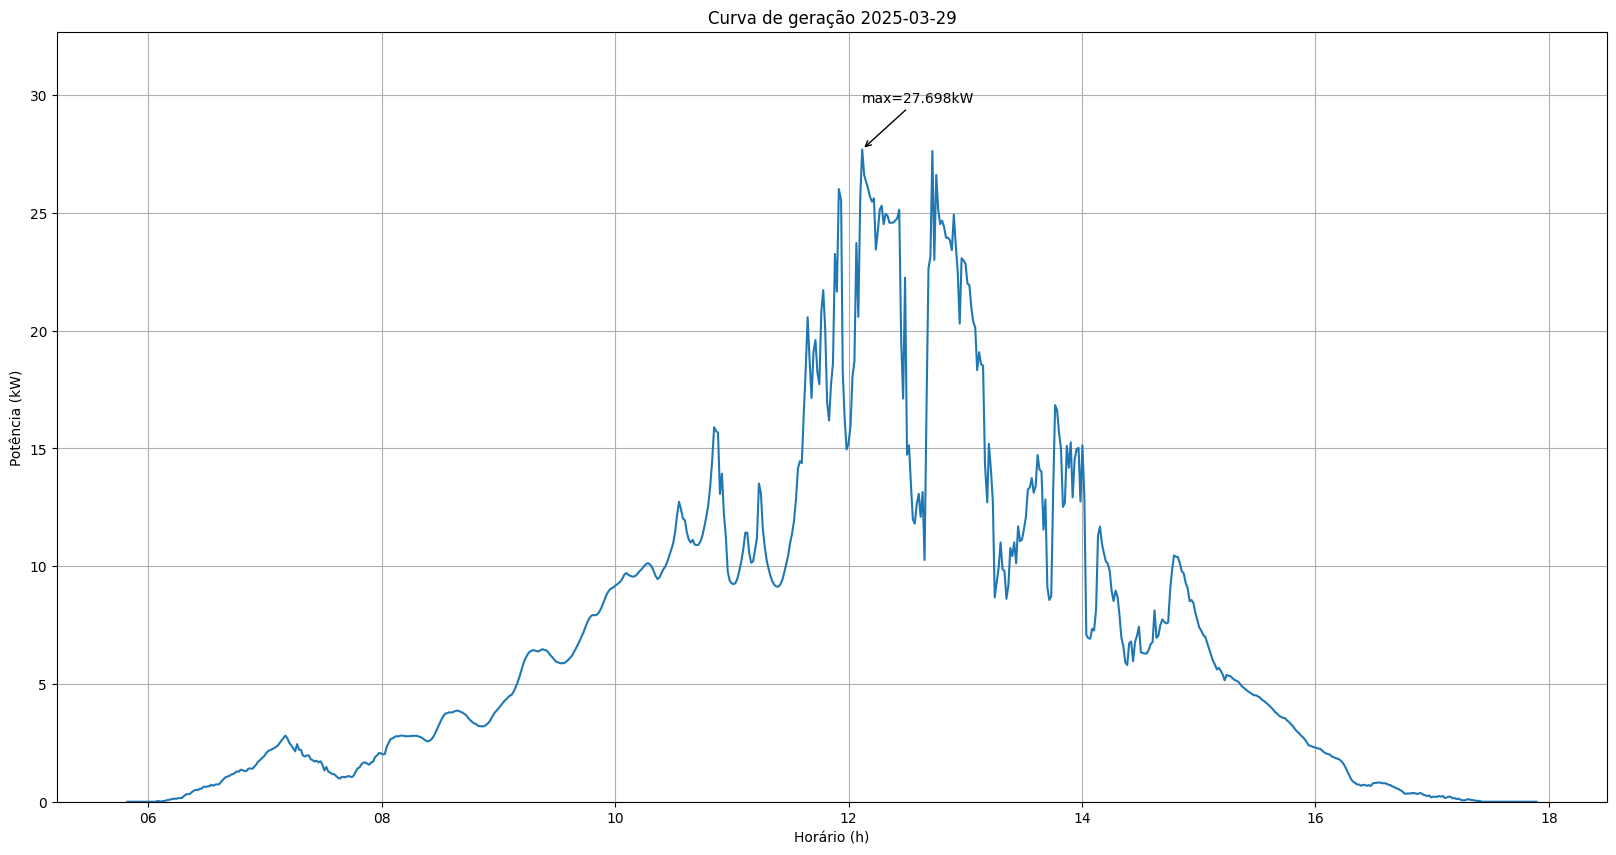 Curva de geração 2025-03-29
max=27.698kW
Potência (kW)
30
25
20
15
10
5
0
06 08 10 12 14 16 18
Horário (h)